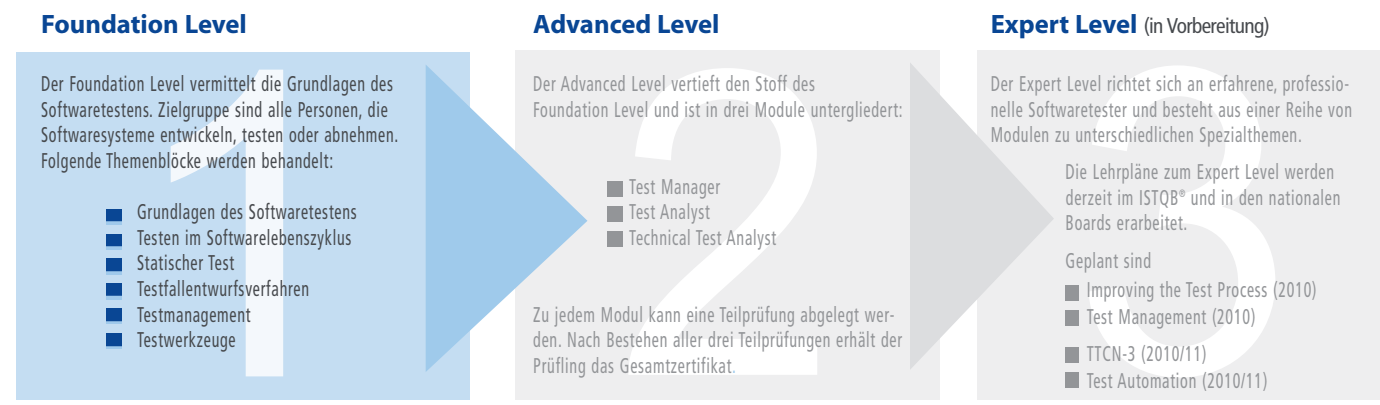 Foundation Level
Der Foundation Level vermittelt die Grundlagen des
Softwaretestens. Zielgruppe sind alle Personen, die
Softwaresysteme entwickeln, testen oder abnehmen.
Folgende Themenblöcke werden behandelt:
1
Grundlagen des Softwaretestens
Testen im Softwarelebenszyklus
Statischer Test
Testfallentwurfsverfahren
Testmanagement
Testwerkzeuge
Advanced Level
Der Advanced Level vertieft den Stoff des
Foundation Level und ist in drei Module untergliedert:
2
Test Manager
Test Analyst
Technical Test Analyst
Zu jedem Modul kann eine Teilprüfung abgelegt wer-
den. Nach Bestehen aller drei Teilprüfungen erhält der
Prüfling das Gesamtzertifikat.
Expert Level (in Vorbereitung)
Der Expert Level richtet sich an erfahrene, professio-
nelle Softwaretester und besteht aus einer Reihe von
Modulen zu unterschiedlichen Spezialthemen.
3
Die Lehrpläne zum Expert Level werden
derzeit im ISTQB® und in den nationalen
Boards erarbeitet.
Geplant sind
Improving the Test Process (2010)
Test Management (2010)
TTCN-3 (2010/11)
Test Automation (2010/11)